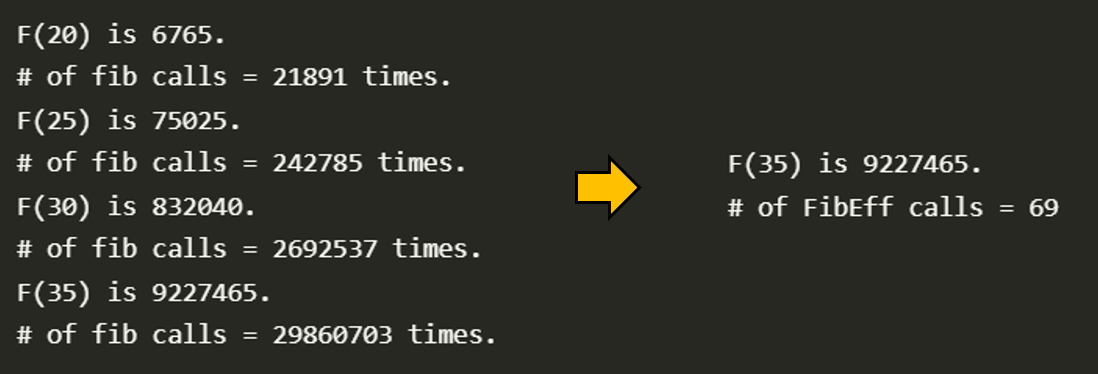 F(20) is 6765.
# of fib calls = 21891 times.
F(25) is 75025.
# of fib calls = 242785 times.
F(30) is 832040.
# of fib calls = 2692537 times.
F(35) is 9227465.
# of fib calls = 29860703 times.
F(35) is 9227465.
# of FibEff calls = 69